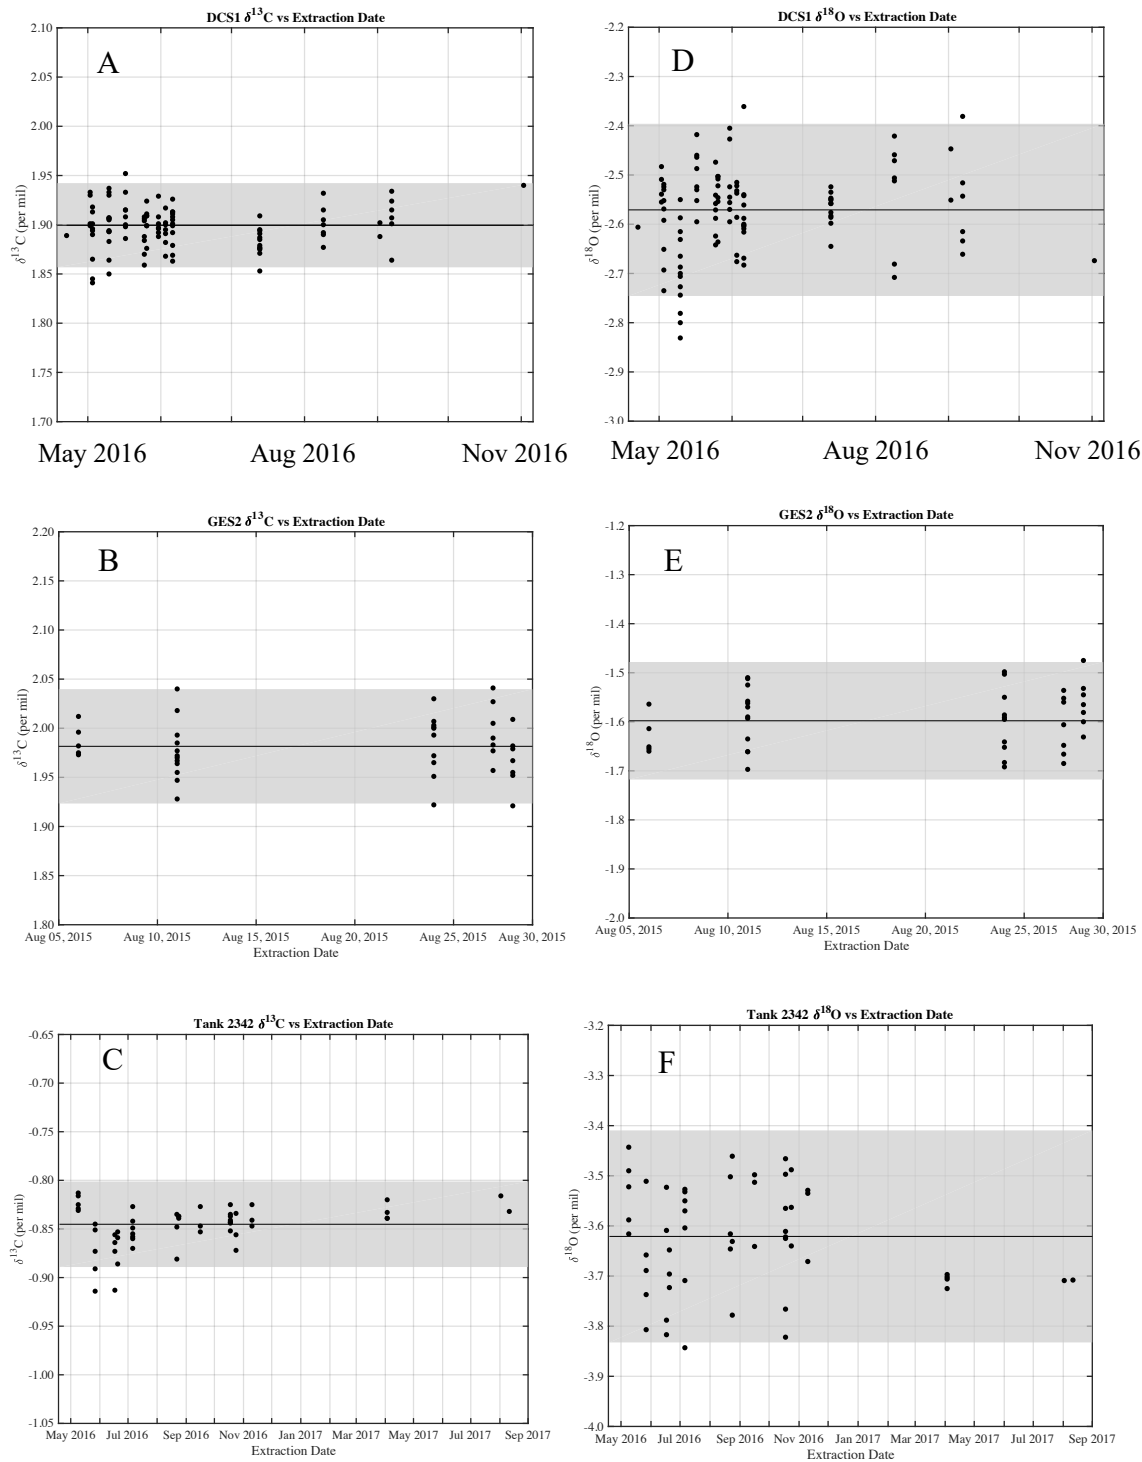 DCS1 δ13C vs Extraction Date
A
2.10
2.05
2.00
1.95
1.90
1.85
1.80
1.75
1.70
δ13C (per mil)
May 2016 Aug 2016 Nov 2016
DCS1 δ18O vs Extraction Date
D
-2.2
-2.3
-2.4
-2.5
-2.6
-2.7
-2.8
-2.9
-3.0
δ18O (per mil)
May 2016 Aug 2016 Nov 2016
GES2 δ13C vs Extraction Date
B
2.20
2.15
2.10
2.05
2.00
1.95
1.90
1.85
1.80
δ13C (per mil)
Aug 05, 2015 Aug 10, 2015 Aug 15, 2015 Aug 20, 2015 Aug 25, 2015 Aug 30, 2015
Extraction Date
GES2 δ18O vs Extraction Date
E
-1.2
-1.3
-1.4
-1.5
-1.6
-1.7
-1.8
-1.9
-2.0
δ18O (per mil)
Aug 05, 2015 Aug 10, 2015 Aug 15, 2015 Aug 20, 2015 Aug 25, 2015 Aug 30, 2015
Extraction Date
Tank 2342 δ13C vs Extraction Date
C
-0.65
-0.70
-0.75
-0.80
-0.85
-0.90
-0.95
-1.00
-1.05
δ13C (per mil)
May 2016 Jul 2016 Sep 2016 Nov 2016 Jan 2017 Mar 2017 May 2017 Jul 2017 Sep 2017
Extraction Date
Tank 2342 δ18O vs Extraction Date
F
-3.2
-3.3
-3.4
-3.5
-3.6
-3.7
-3.8
-3.9
-4.0
δ18O (per mil)
May 2016 Jul 2016 Sep 2016 Nov 2016 Jan 2017 Mar 2017 May 2017 Jul 2017 Sep 2017
Extraction Date